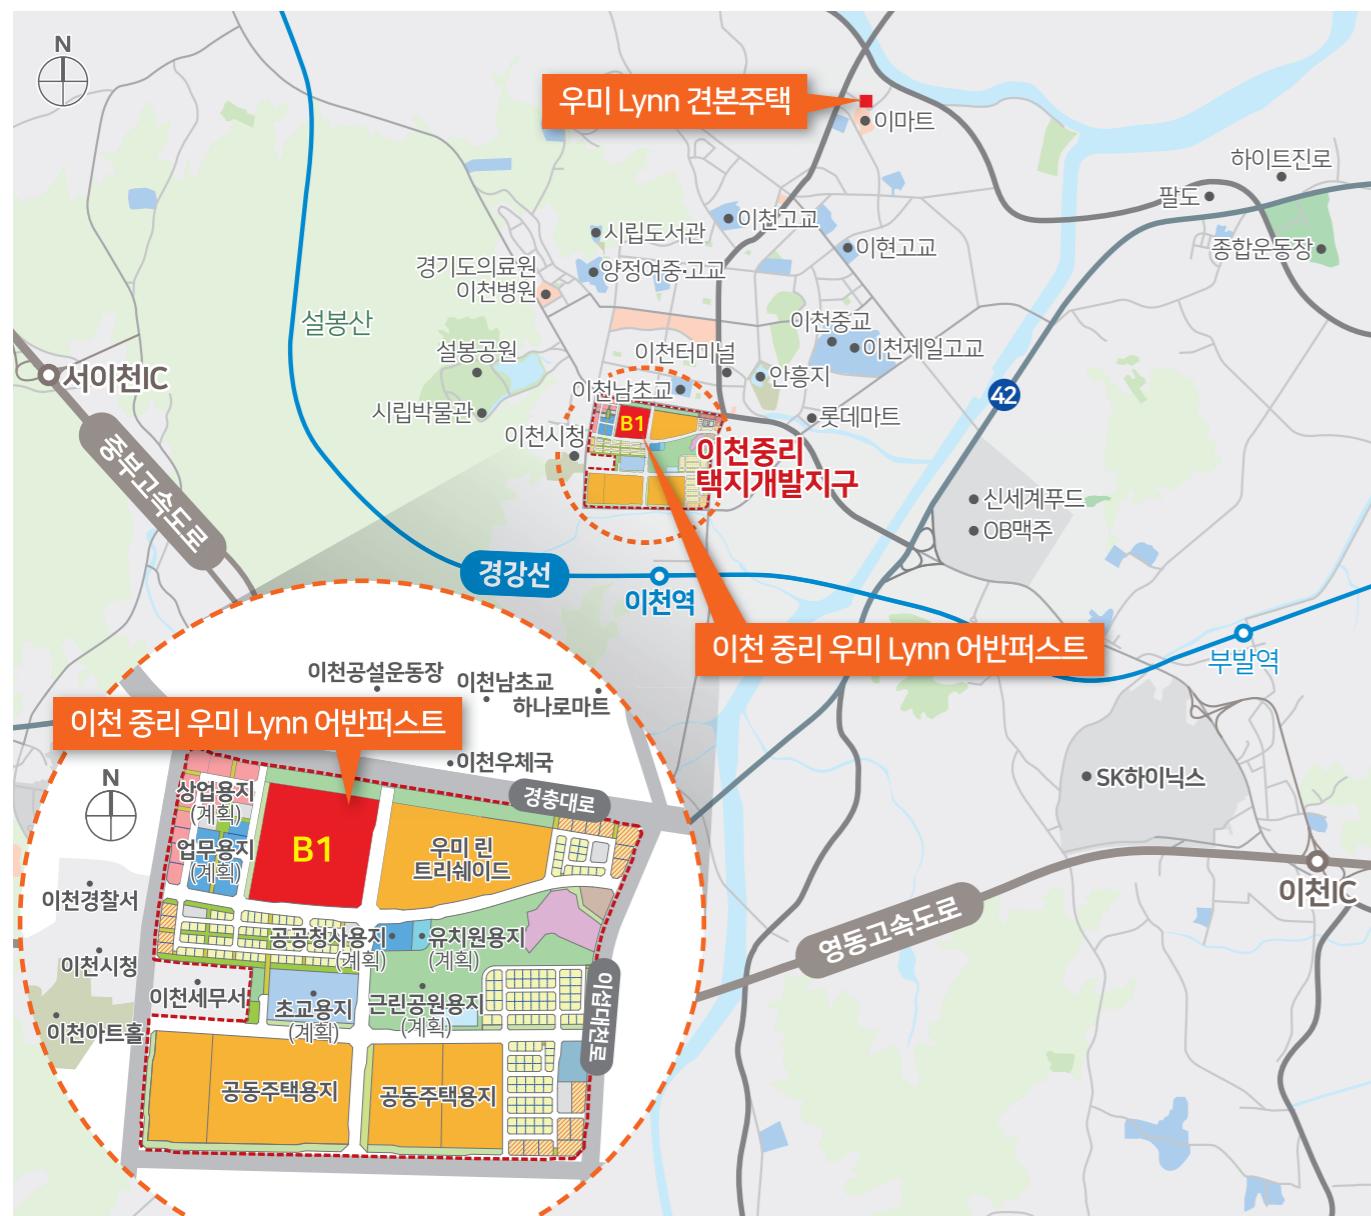 N
우미 Lynn 견본주택
이마트
하이트진로
팔도
종합운동장
이천고교
시립도서관
이현고교
경기도의료원
이천병원
양정여중·고교
설봉산
이천중교
이천제일고교
설봉공원
이천터미널
안흥지
서이천IC
이천남초교
42
시립박물관
롯데마트
B1
이천시청
이천중리
택지개발지구
중부고속도로
신세계푸드
OB맥주
경강선
이천역
이천 중리 우미 Lynn 어반퍼스트
부발역
SK하이닉스
이천IC
영동고속도로
이천공설운동장
이천남초교
하나로마트
이천 중리 우미 Lynn 어반퍼스트
이천우체국
경충대로
N
상업용지
(계획)
업무용지
(계획)
B1
우미 린
트리쉐이드
이천경찰서
공공청사용지
(계획)
유치원용지
(계획)
이천시청
이천세무서
초교용지
(계획)
근린공원용지
(계획)
이섭대천로
이천아트홀
공동주택용지
공동주택용지